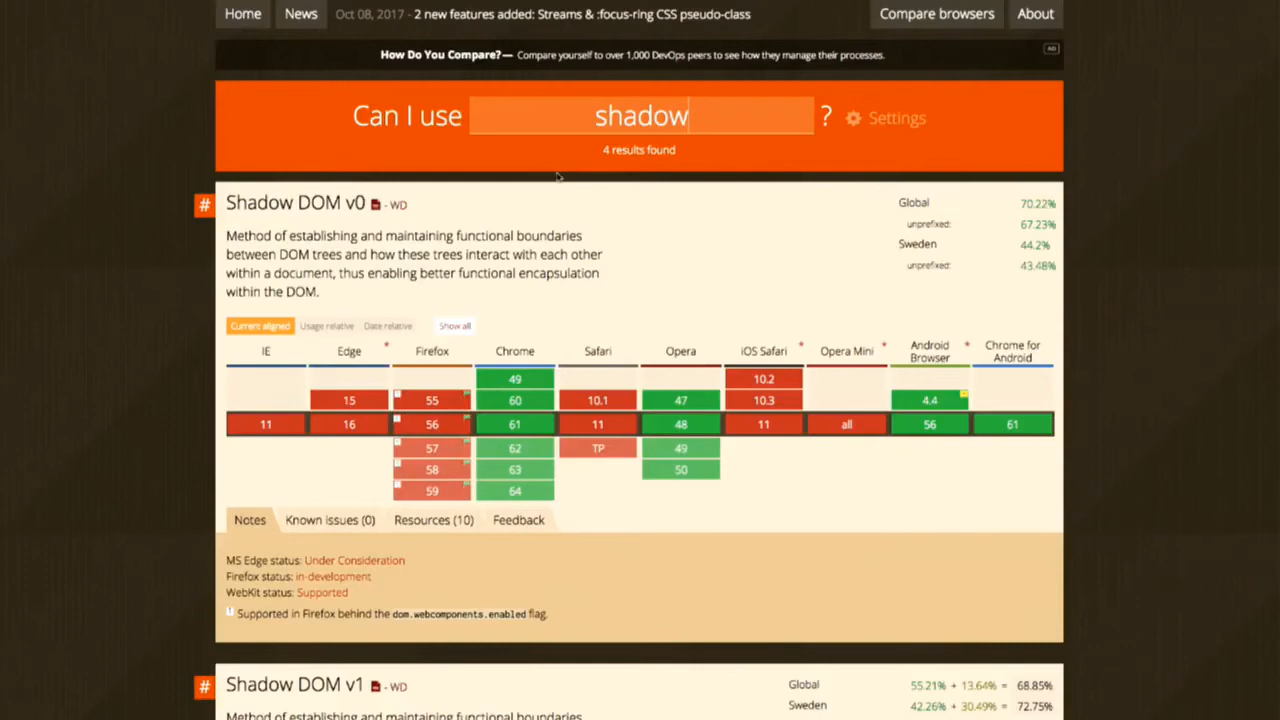 Home News Oct 08, 2017 - 2 new features added: Streams & :focus-ring CSS pseudo-class Compare browsers About
How Do You Compare?— Compare yourself to over 1,000 DevOps peers to see how they manage their processes. AD
Can I use shadow ? Settings
4 results found
# Shadow DOM v0 - WD
Method of establishing and maintaining functional boundaries
between DOM trees and how these trees interact with each other
within a document, thus enabling better functional encapsulation
within the DOM.
Global 70.22%
unprefixed: 67.23%
Sweden 44.2%
unprefixed: 43.48%
Current aligned Usage relative Date relative Show all
IE Edge * Firefox Chrome Safari Opera iOS Safari * Opera Mini * Android Browser * Chrome for Android
49 10.2
15 55 60 10.1 47 10.3 4.4
11 16 56 61 11 48 11 all 56 61
57 62 TP 49
58 63 50
59 64
Notes Known issues (0) Resources (10) Feedback
MS Edge status: Under Consideration
Firefox status: in-development
WebKit status: Supported
1 Supported in Firefox behind the dom.webcomponents.enabled flag.
# Shadow DOM v1 - WD
Global 55.21% + 13.64% = 68.85%
Sweden 42.26% + 30.49% = 72.75%
Method of establishing and maintaining functional boundaries